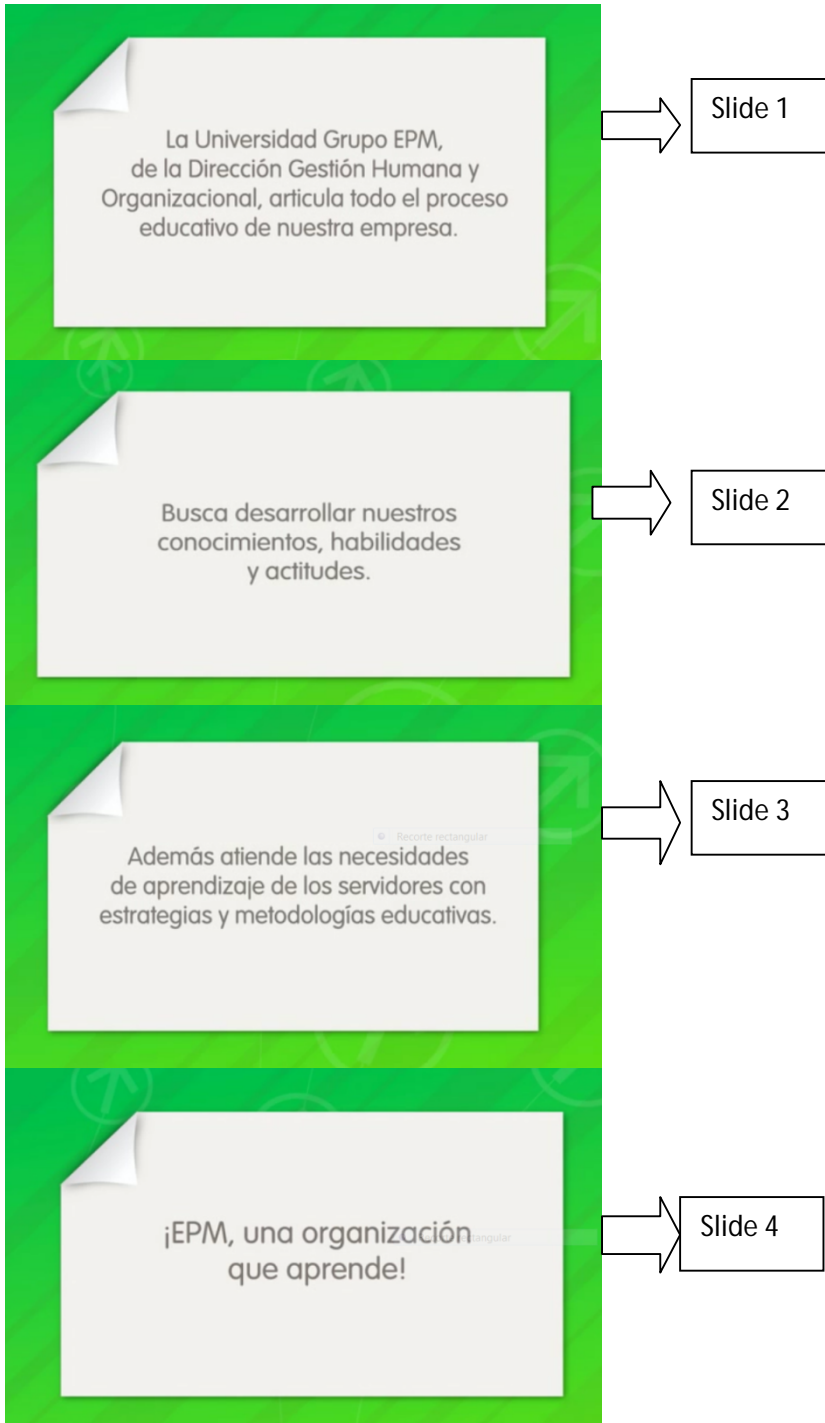 La Universidad Grupo EPM,
de la Dirección Gestión Humana y
Organizacional, articula todo el proceso
educativo de nuestra empresa.
Slide 1
Busca desarrollar nuestros
conocimientos, habilidades
y actitudes.
Slide 2
Recorte rectangular
Además atiende las necesidades
de aprendizaje de los servidores con
estrategias y metodologías educativas.
Slide 3
¡EPM, una organización
que aprende!
Slide 4